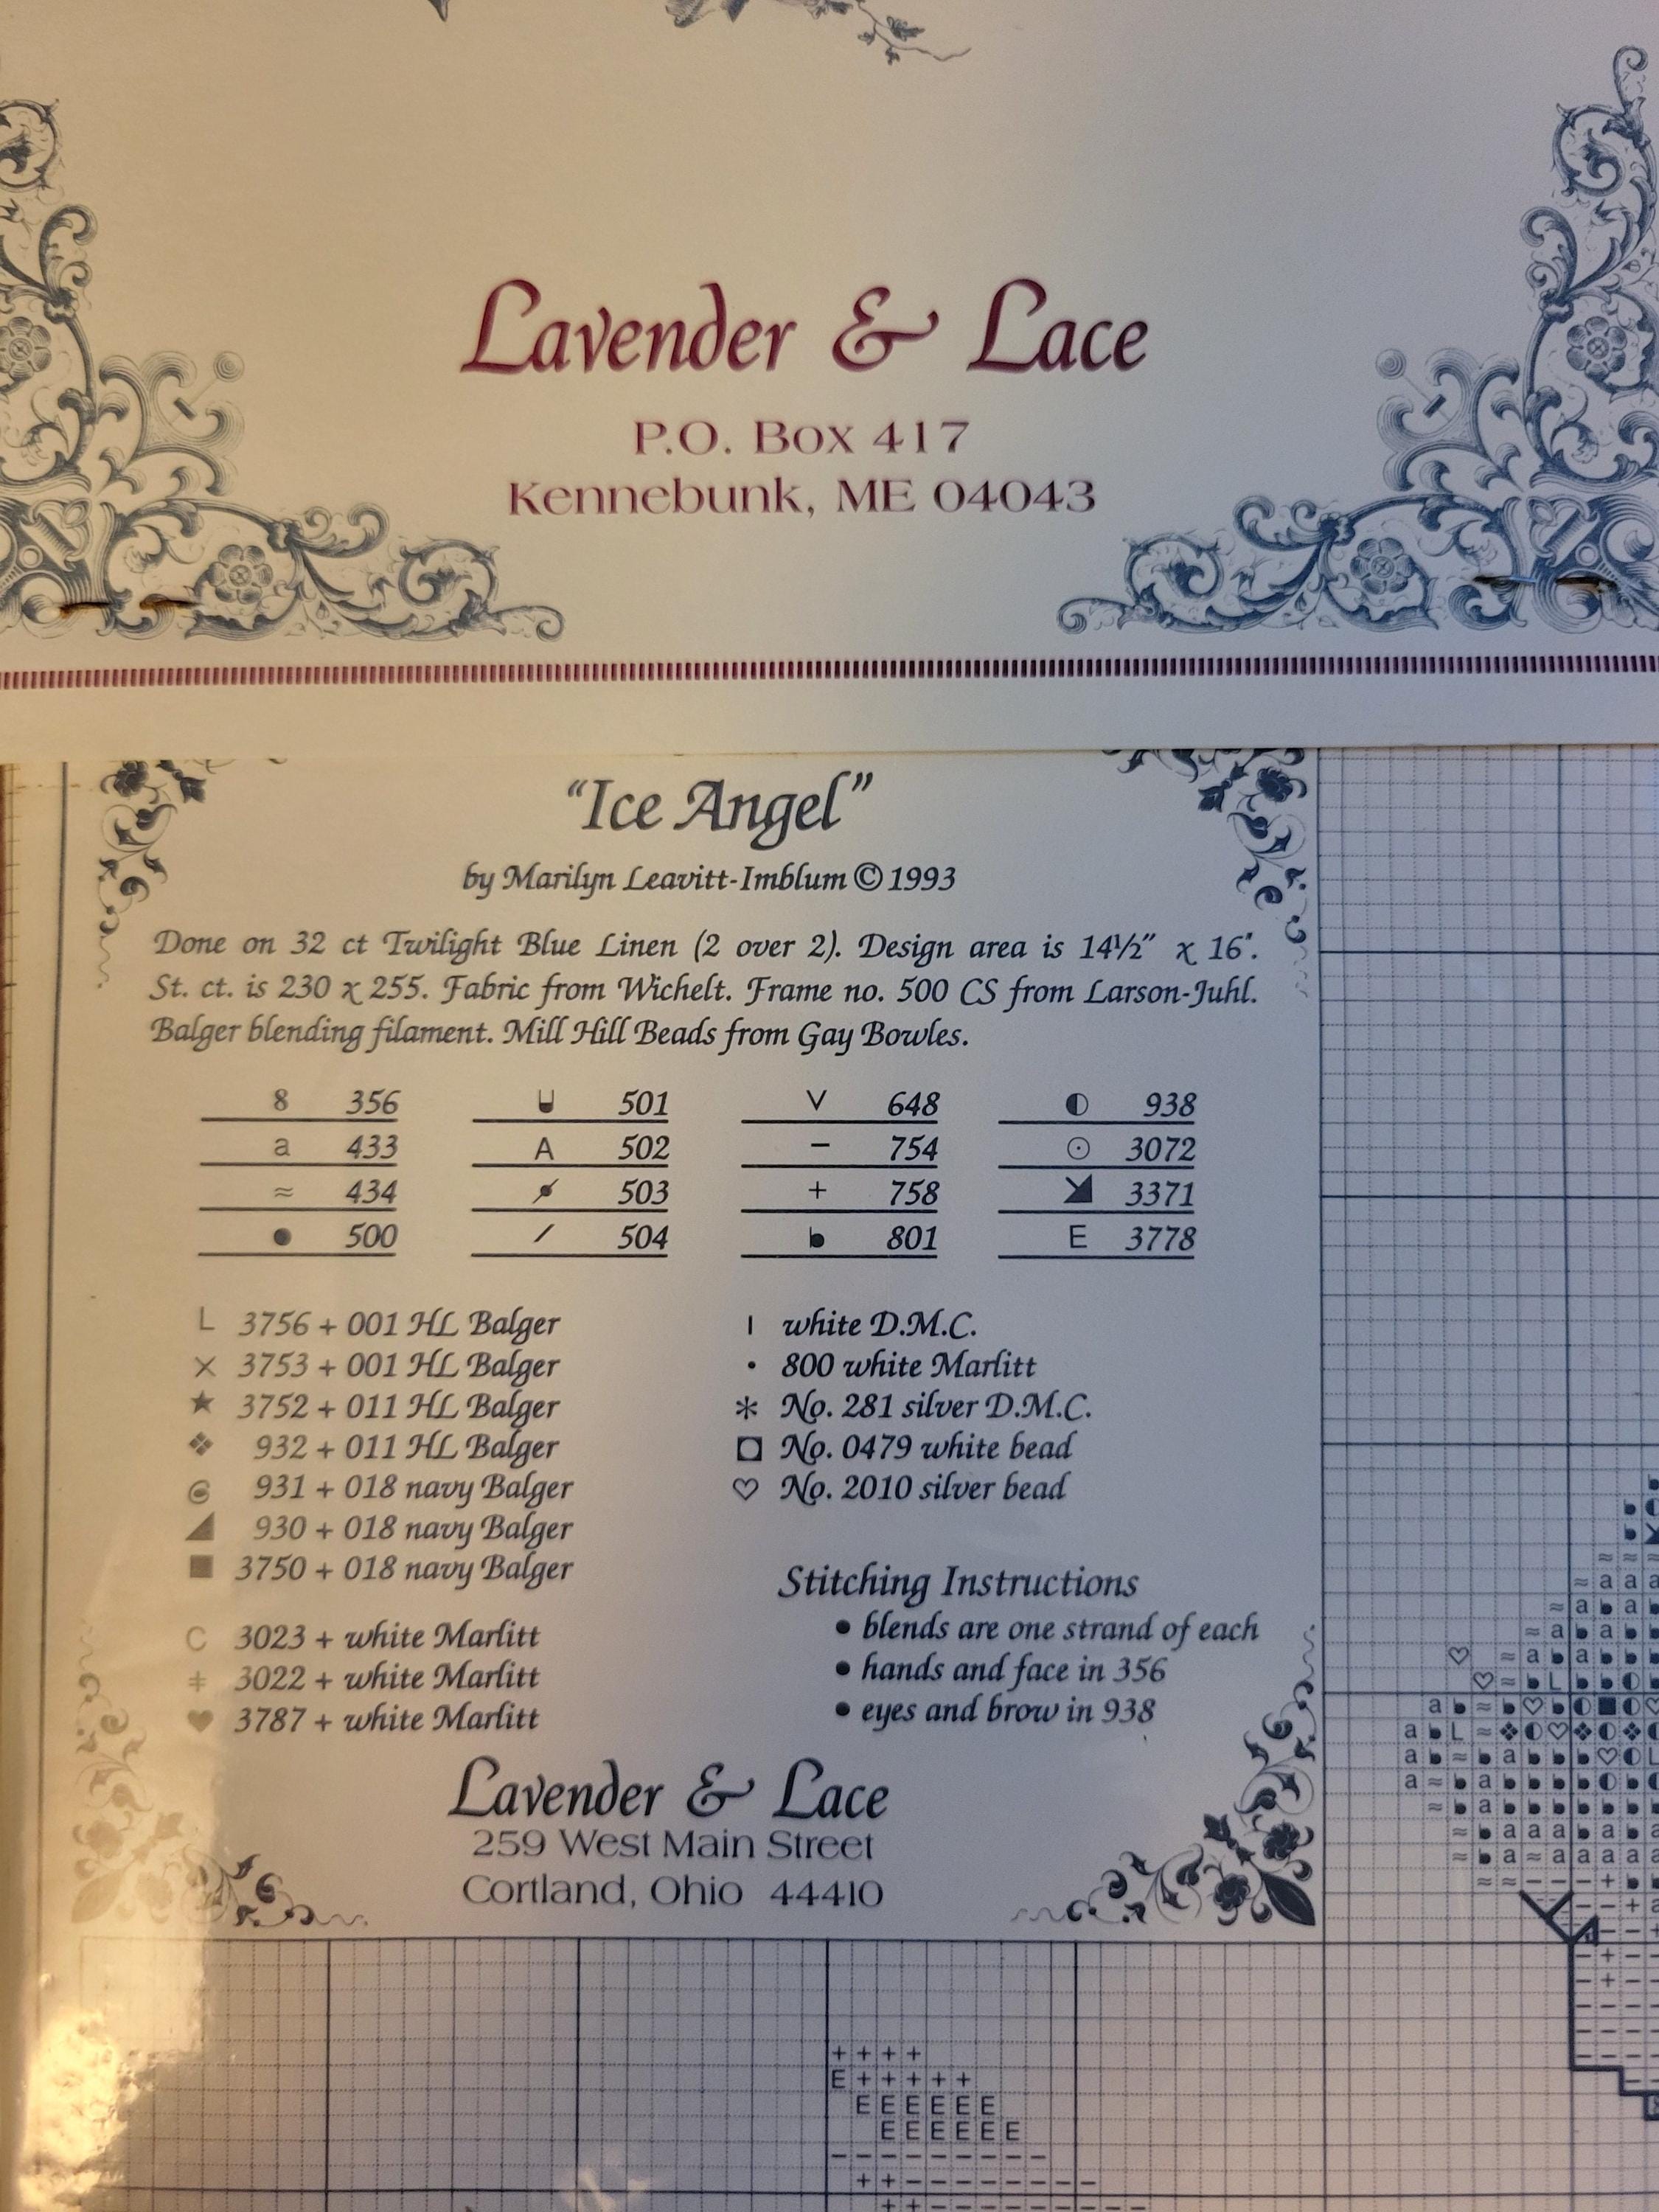 Lavender & Lace
P.O. Box 417
Kennebunk, ME 04043
"Ice Angel"
by Marilyn Leavitt-Imblum © 1993
Done on 32 ct Twilight Blue Linen (2 over 2). Design area is 14½" x 16".
St. ct. is 230 x 255. Fabric from Wichelt. Frame no. 500 CS from Larson-Juhl.
Balger blending filament. Mill Hill Beads from Gay Bowles.
8 356
a 433
≈ 434
● 500
501
A 502
503
/ 504
V 648
− 754
+ 758
801
◐ 938
⊙ 3072
3371
E 3778
L 3756 + 001 HL Balger
× 3753 + 001 HL Balger
★ 3752 + 011 HL Balger
❖ 932 + 011 HL Balger
931 + 018 navy Balger
◢ 930 + 018 navy Balger
■ 3750 + 018 navy Balger
C 3023 + white Marlitt
ǂ 3022 + white Marlitt
♥ 3787 + white Marlitt
I white D.M.C.
• 800 white Marlitt
* No. 281 silver D.M.C.
No. 0479 white bead
♡ No. 2010 silver bead
Stitching Instructions
● blends are one strand of each
● hands and face in 356
● eyes and brow in 938
Lavender & Lace
259 West Main Street
Cortland, Ohio 44410